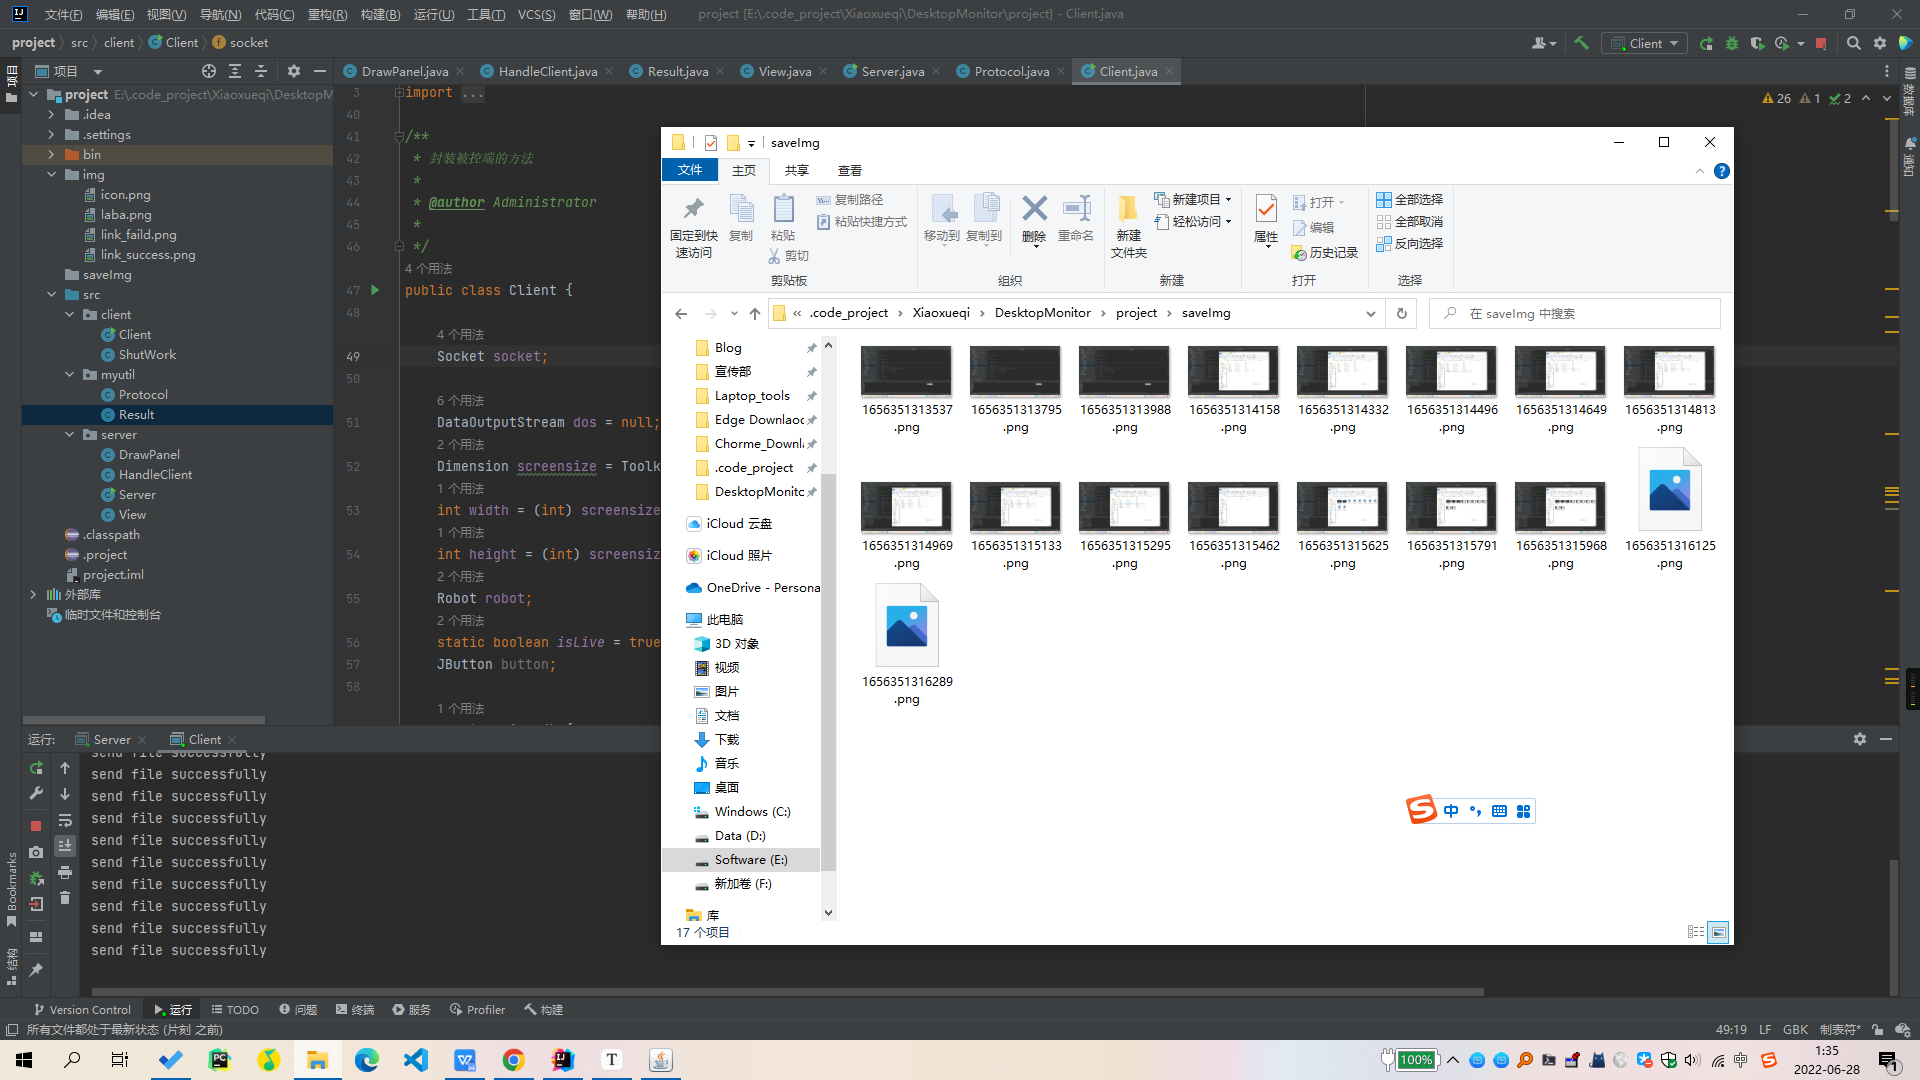 文件(F) 编辑(E) 视图(V) 导航(N) 代码(C) 重构(R) 构建(B) 运行(U) 工具(T) VCS(S) 窗口(W) 帮助(H) project [E:\.code_project\Xiaoxueqi\DesktopMonitor\project] - Client.java
project src client Client socket
Client
项目
DrawPanel.java HandleClient.java Result.java View.java Server.java Protocol.java Client.java
项目
数据库
通知
project E:\.code_project\Xiaoxueqi\DesktopM
.idea
.settings
bin
img
icon.png
laba.png
link_faild.png
link_success.png
saveImg
src
client
Client
ShutWork
myutil
Protocol
Result
server
DrawPanel
HandleClient
Server
View
.classpath
.project
project.iml
外部库
临时文件和控制台
26 1 2
3 import ...
40
41 /**
42 * 封装被控端的方法
43 *
44 * @author Administrator
45 *
46 */
4 个用法
47 public class Client {
48
4 个用法
49 Socket socket;
50
6 个用法
51 DataOutputStream dos = null;
2 个用法
52 Dimension screensize = Toolk
1 个用法
53 int width = (int) screensize
1 个用法
54 int height = (int) screensiz
2 个用法
55 Robot robot;
2 个用法
56 static boolean isLive = true
57 JButton button;
58
1 个用法
saveImg
文件 主页 共享 查看
固定到快速访问
复制
粘贴
复制路径
粘贴快捷方式
剪切
剪贴板
移动到 复制到 删除 重命名
组织
新建
文件夹
新建项目
轻松访问
新建
属性
打开
编辑
历史记录
打开
全部选择
全部取消
反向选择
选择
« .code_project › Xiaoxueqi › DesktopMonitor › project › saveImg
在 saveImg 中搜索
Blog
宣传部
Laptop_tools
Edge Downlaoc
Chorme_Downl
.code_project
DesktopMonitc
iCloud 云盘
iCloud 照片
OneDrive - Persona
此电脑
3D 对象
视频
图片
文档
下载
音乐
桌面
Windows (C:)
Data (D:)
Software (E:)
新加卷 (F:)
库
1656351313537.png
1656351313795.png
1656351313988.png
1656351314158.png
1656351314332.png
1656351314496.png
1656351314649.png
1656351314813.png
1656351314969.png
1656351315133.png
1656351315295.png
1656351315462.png
1656351315625.png
1656351315791.png
1656351315968.png
1656351316125.png
1656351316289.png
17 个项目
中
运行: Server Client
send file successfully
send file successfully
send file successfully
send file successfully
send file successfully
send file successfully
send file successfully
send file successfully
send file successfully
send file successfully
Bookmarks
结构
Version Control 运行 TODO 问题 终端 服务 Profiler 构建
所有文件都处于最新状态 (片刻 之前)
49:19 LF GBK 制表符*
100%
中
1:35
2022-06-28
1